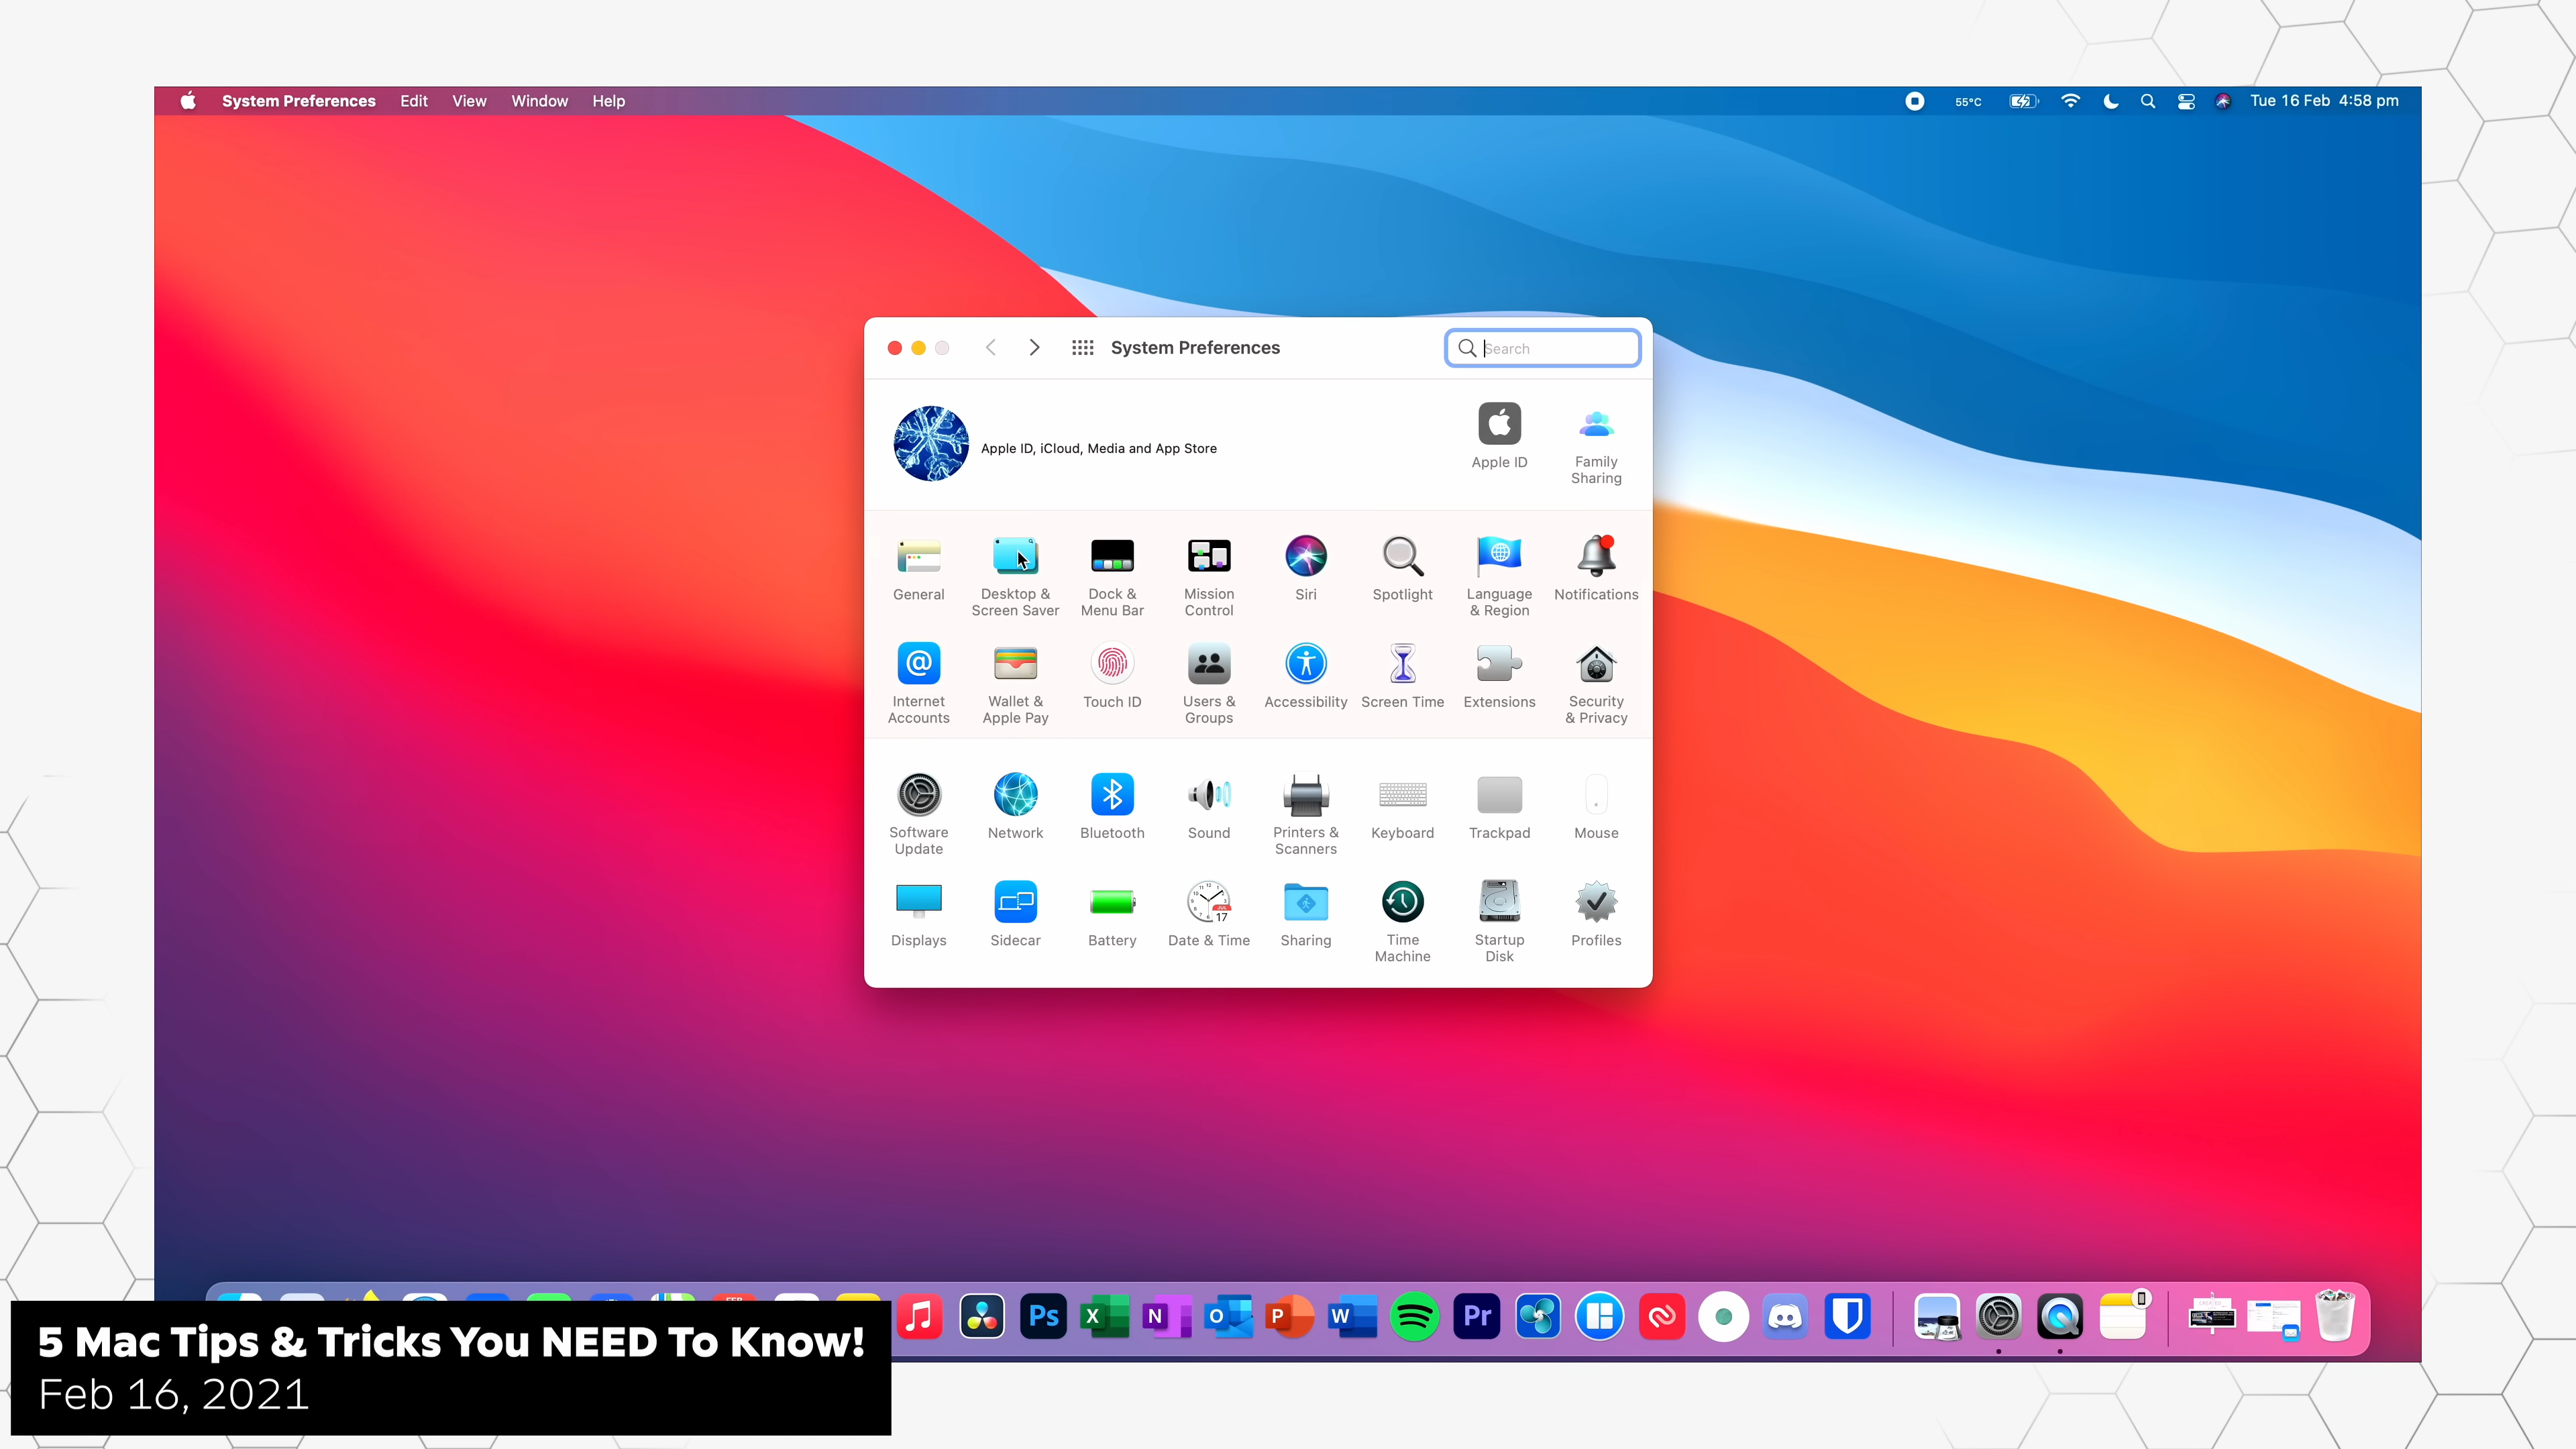 System Preferences Edit View Window Help 55°C Tue 16 Feb 4:58 pm
System Preferences
Search
Apple ID, iCloud, Media and App Store
Apple ID
Family
Sharing
General
Desktop &
Screen Saver
Dock &
Menu Bar
Mission
Control
Siri
Spotlight
Language
& Region
Notifications
Internet
Accounts
Wallet &
Apple Pay
Touch ID
Users &
Groups
Accessibility
Screen Time
Extensions
Security
& Privacy
Software
Update
Network
Bluetooth
Sound
Printers &
Scanners
Keyboard
Trackpad
Mouse
Displays
Sidecar
Battery
17
Date & Time
Sharing
Time
Machine
Startup
Disk
Profiles
Ps X N O P W Pr
5 Mac Tips & Tricks You NEED To Know!
Feb 16, 2021